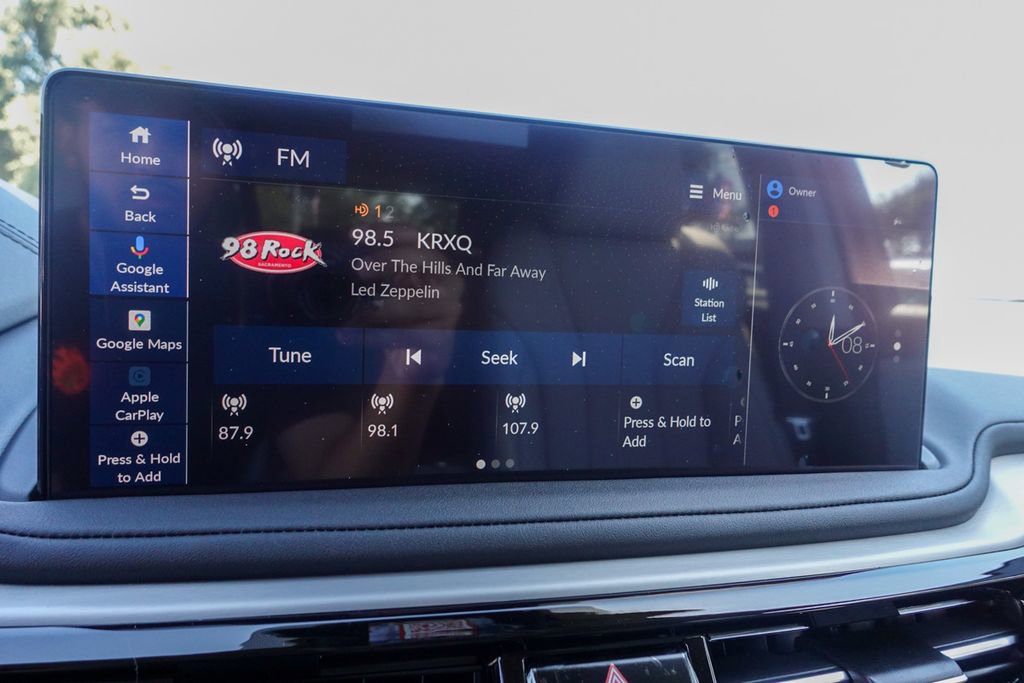 Home
Back
Google
Assistant
Google Maps
Apple
CarPlay
Press & Hold
to Add
FM
Menu
Owner
HD 1 2
98.5 KRXQ
Over The Hills And Far Away
Led Zeppelin
98 Rock
SACRAMENTO
Station
List
Tune
Seek
Scan
87.9
98.1
107.9
Press & Hold to
Add
P
A
08